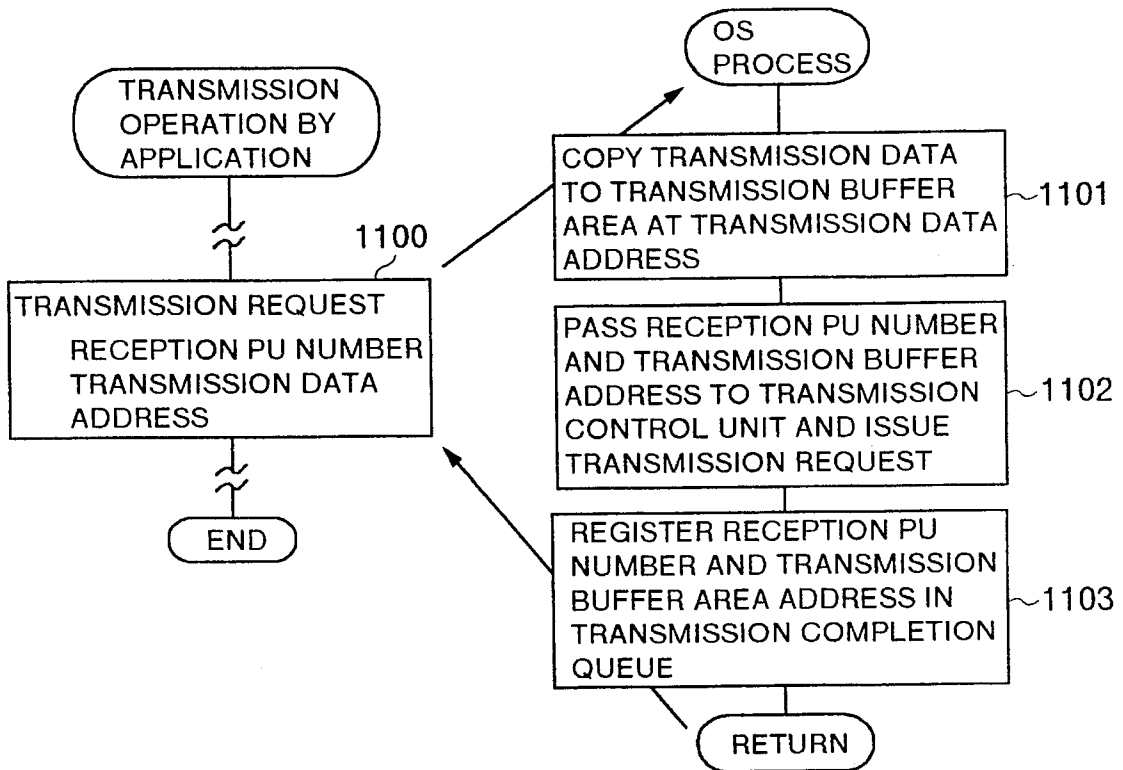 TRANSMISSION
OPERATION BY
APPLICATION
1100
TRANSMISSION REQUEST
RECEPTION PU NUMBER
TRANSMISSION DATA
ADDRESS
END
OS
PROCESS
COPY TRANSMISSION DATA
TO TRANSMISSION BUFFER
AREA AT TRANSMISSION DATA
ADDRESS
1101
PASS RECEPTION PU NUMBER
AND TRANSMISSION BUFFER
ADDRESS TO TRANSMISSION
CONTROL UNIT AND ISSUE
TRANSMISSION REQUEST
1102
REGISTER RECEPTION PU
NUMBER AND TRANSMISSION
BUFFER AREA ADDRESS IN
TRANSMISSION COMPLETION
QUEUE
1103
RETURN